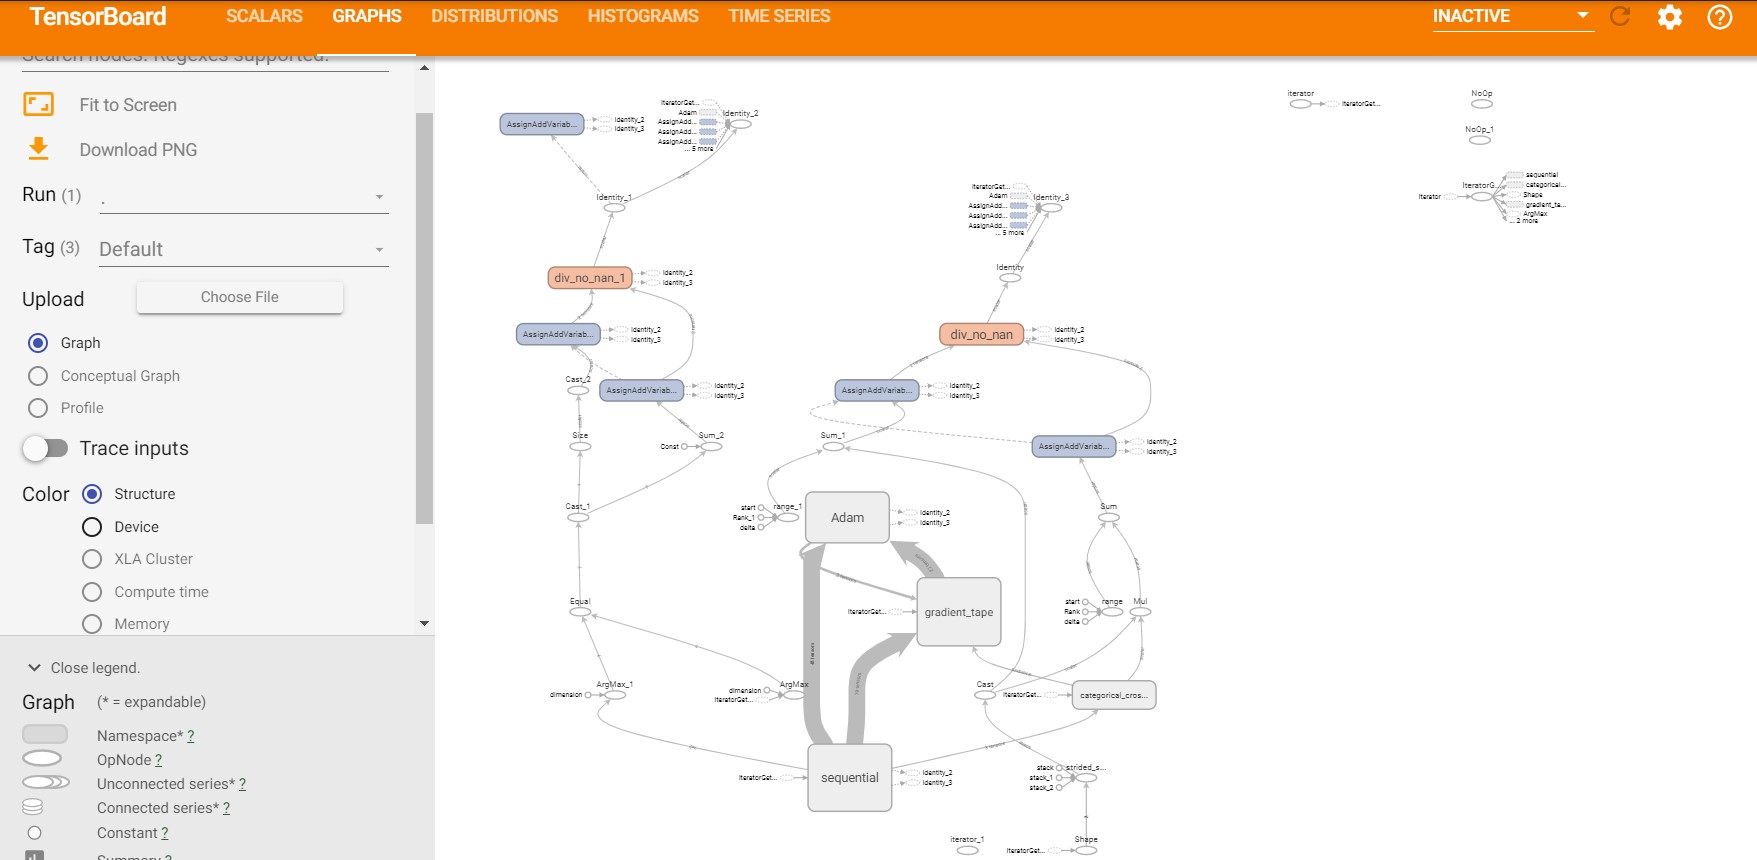 TensorBoard
SCALARS
GRAPHS
DISTRIBUTIONS
HISTOGRAMS
TIME SERIES
INACTIVE
Search nodes. Regexes supported.
Fit to Screen
Download PNG
Run (1)
.
Tag (3)
Default
Upload
Choose File
Graph
Conceptual Graph
Profile
Trace inputs
Color
Structure
Device
XLA Cluster
Compute time
Memory
Close legend.
Graph
(* = expandable)
Namespace* ?
OpNode ?
Unconnected series* ?
Connected series* ?
Constant ?
Summary ?
AssignAddVariab...
Identity_2
Identity_3
IteratorGet...
Adam
AssignAdd...
AssignAdd...
AssignAdd...
... 5 more
Identity_2
Identity_1
div_no_nan_1
Identity_2
Identity_3
AssignAddVariab...
Identity_2
Identity_3
Cast_2
AssignAddVariab...
Identity_2
Identity_3
Size
Const
Sum_2
Cast_1
Equal
dimension
ArgMax_1
dimension
IteratorGet...
ArgMax
IteratorGet...
Adam
AssignAdd...
AssignAdd...
AssignAdd...
... 5 more
Identity_3
Identity
div_no_nan
Identity_2
Identity_3
AssignAddVariab...
Identity_2
Identity_3
Sum_1
AssignAddVariab...
Identity_2
Identity_3
start
Rank_1
delta
range_1
Adam
Identity_2
Identity_3
Sum
IteratorGet...
gradient_tape
start
Rank
delta
range
Mul
Cast
IteratorGet...
categorical_cros...
IteratorGet...
sequential
Identity_2
Identity_3
stack
stack_1
stack_2
strided_s...
iterator_1
IteratorGet...
Shape
iterator
IteratorGet...
NoOp
NoOp_1
Iterator
IteratorG...
sequential
categorical...
Shape
gradient_ta...
ArgMax
... 2 more